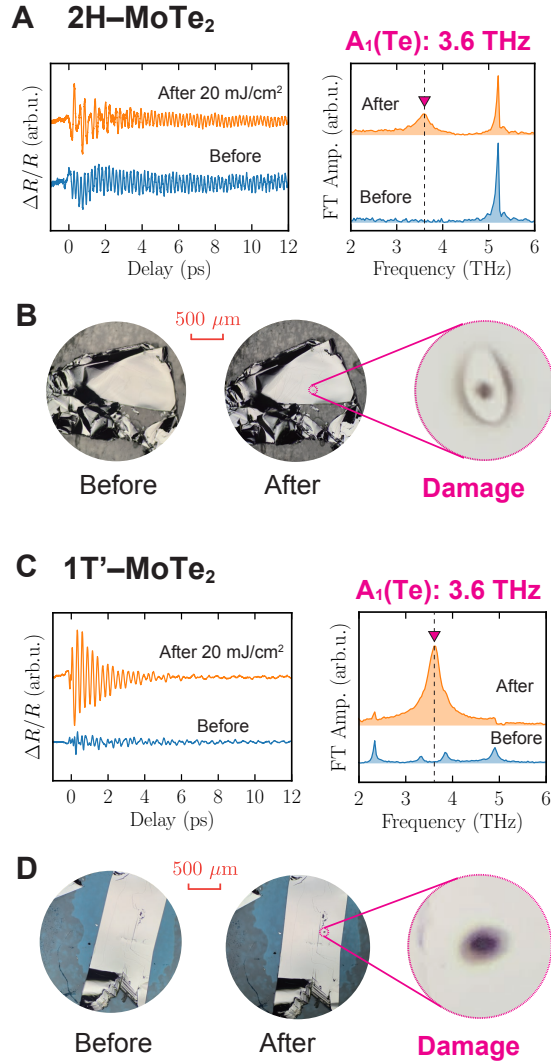 A 2H–MoTe₂
A₁(Te): 3.6 THz
ΔR/R (arb.u.)
After 20 mJ/cm²
Before
0 2 4 6 8 10 12
Delay (ps)
FT Amp. (arb.u.)
After
Before
2 3 4 5 6
Frequency (THz)
B
500 μm
Before
After
Damage
C 1T'–MoTe₂
A₁(Te): 3.6 THz
ΔR/R (arb.u.)
After 20 mJ/cm²
Before
0 2 4 6 8 10 12
Delay (ps)
FT Amp. (arb.u.)
After
Before
2 3 4 5 6
Frequency (THz)
D
500 μm
Before
After
Damage